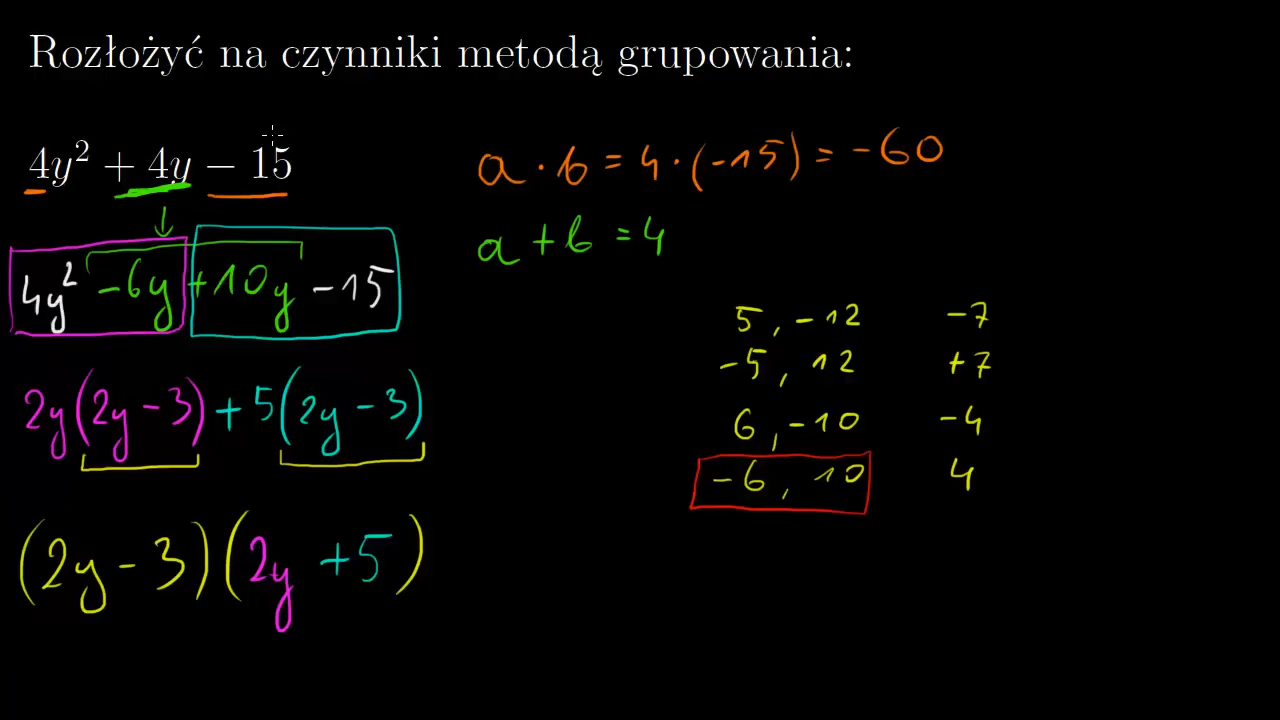 Rozłożyć na czynniki metodą grupowania:
4y² + 4y − 15
a · b = 4 · (-15) = -60
a + b = 4
4y² -6y +10y -15
5, -12 -7
-5, 12 +7
2y(2y - 3) + 5(2y - 3)
6, -10 -4
-6, 10 4
(2y - 3)(2y +5)